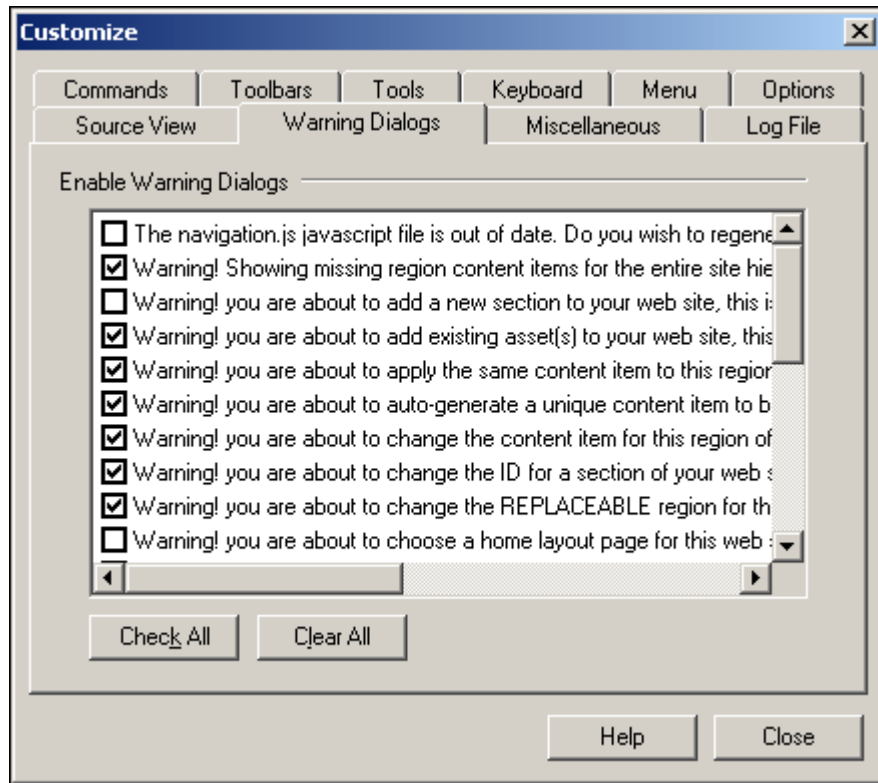 Customize
Commands Toolbars Tools Keyboard Menu Options
Source View Warning Dialogs Miscellaneous Log File
Enable Warning Dialogs
The navigation.js javascript file is out of date. Do you wish to regene
Warning! Showing missing region content items for the entire site hie
Warning! you are about to add a new section to your web site, this i
Warning! you are about to add existing asset(s) to your web site, this
Warning! you are about to apply the same content item to this region
Warning! you are about to auto-generate a unique content item to b
Warning! you are about to change the content item for this region of
Warning! you are about to change the ID for a section of your web s
Warning! you are about to change the REPLACEABLE region for th
Warning! you are about to choose a home layout page for this web
Check All Clear All
Help Close